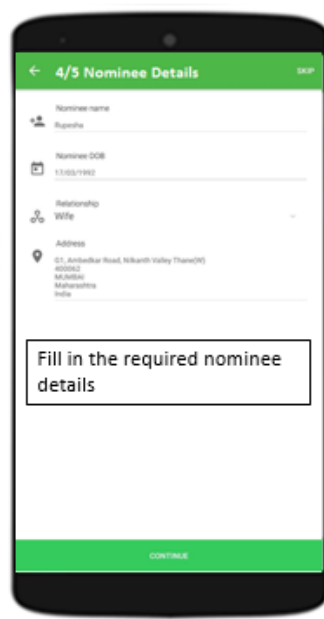 4/5 Nominee Details
SKIP
Nominee name
Rupesha
Nominee DOB
17/03/1992
Relationship
Wife
Address
G1, Ambedkar Road, Nilkanth Valley Thane(W)
400062
MUMBAI
Maharashtra
India
Fill in the required nominee
details
CONTINUE